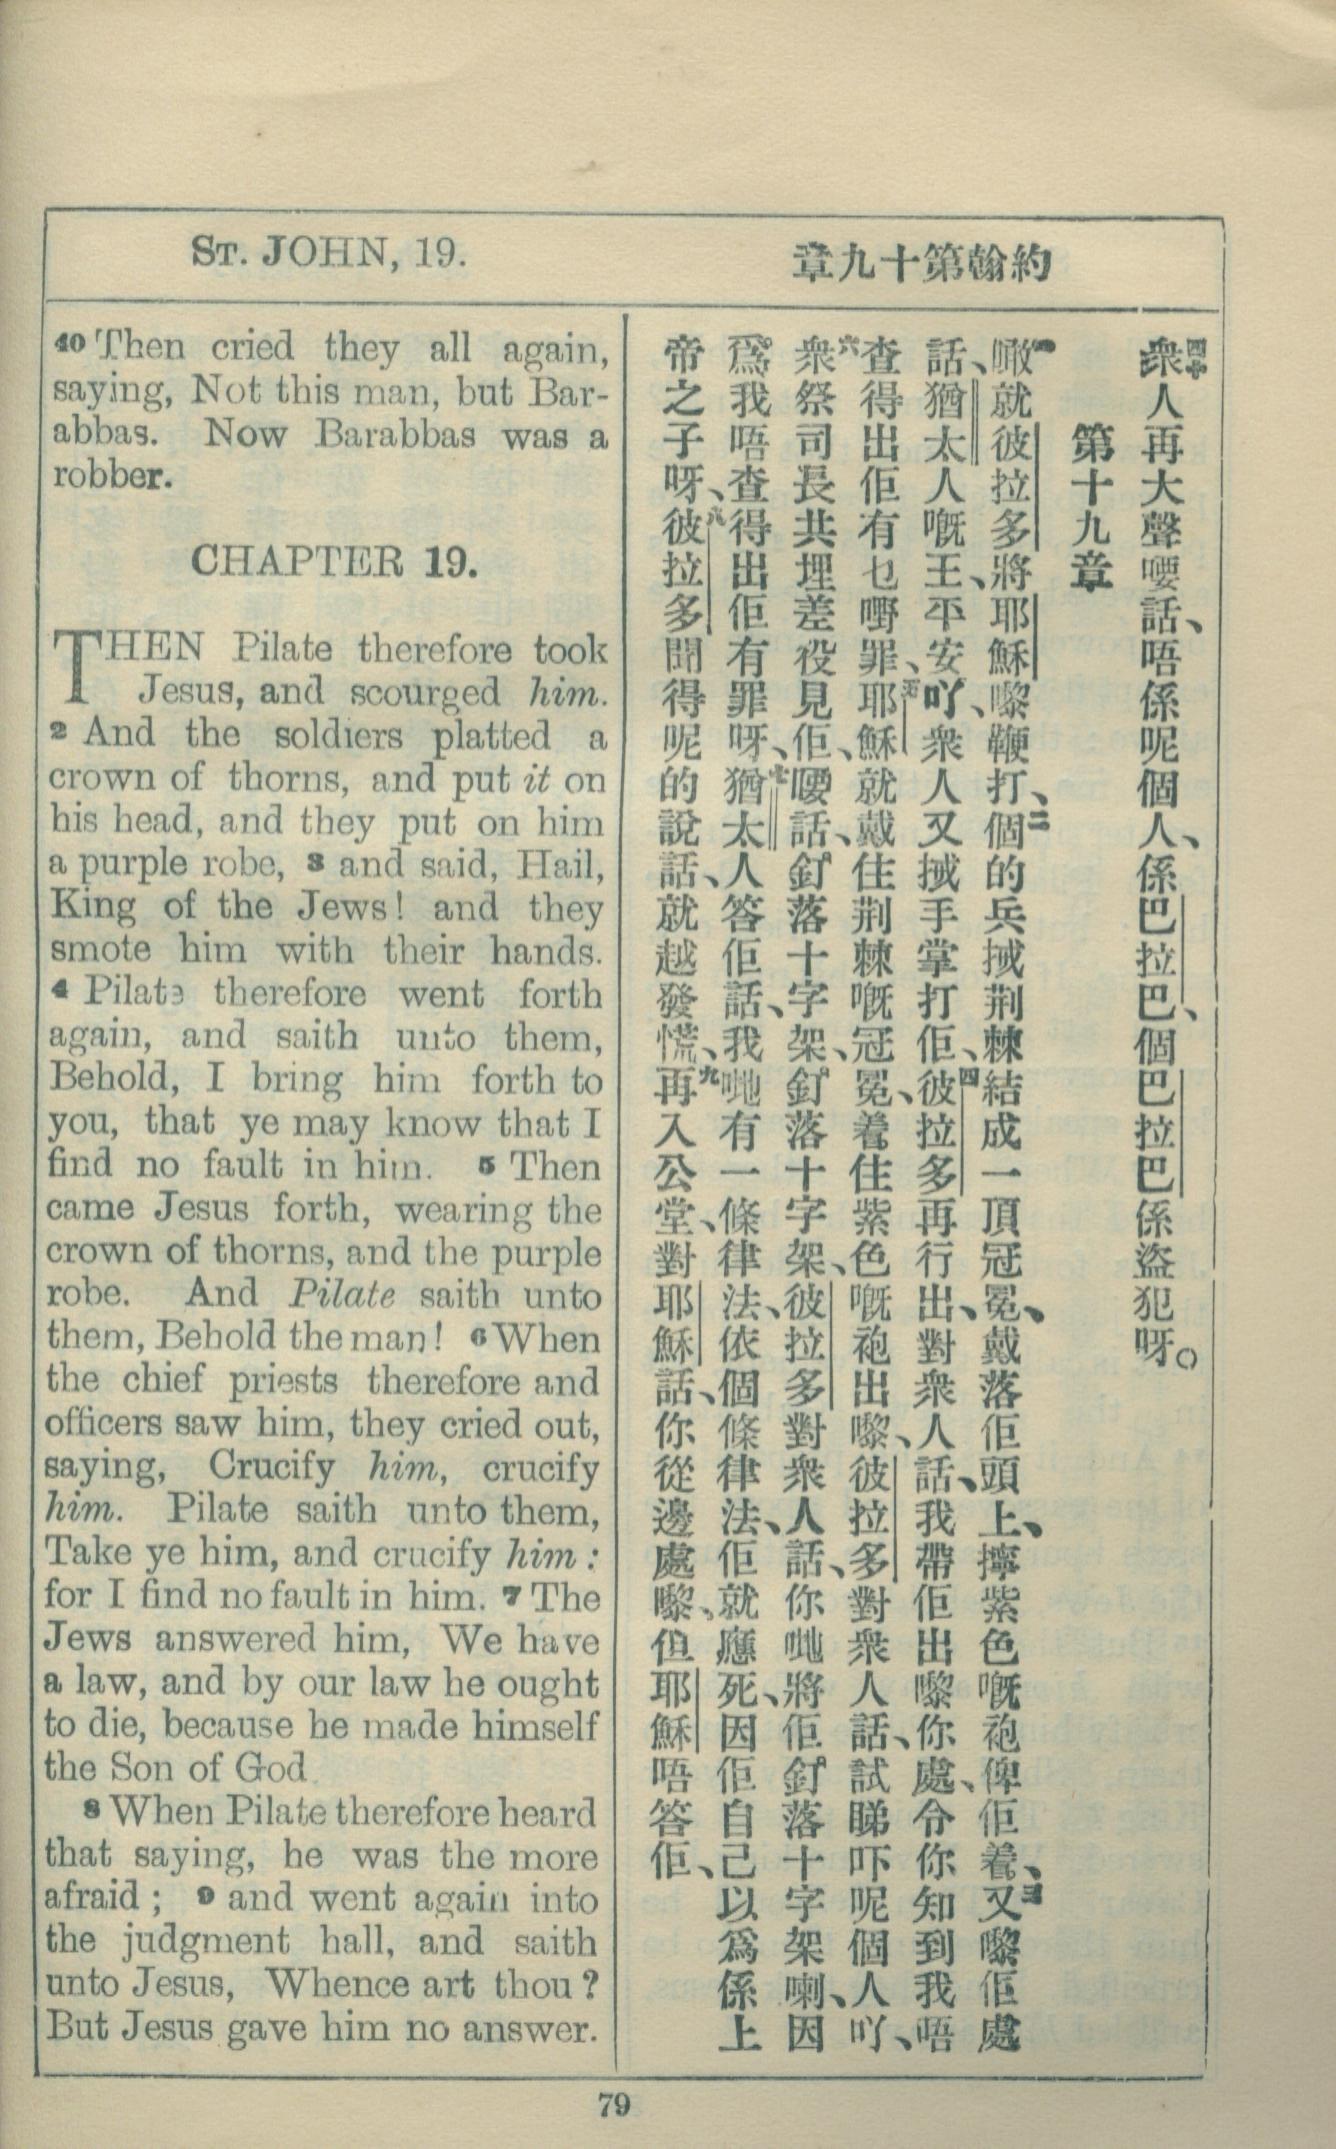 ST. JOHN, 19.
約翰第十九章
40 Then cried they all again,
saying, Not this man, but Bar-
abbas. Now Barabbas was a
robber.
CHAPTER 19.
THEN Pilate therefore took
Jesus, and scourged him.
2 And the soldiers platted a
crown of thorns, and put it on
his head, and they put on him
a purple robe, 3 and said, Hail,
King of the Jews! and they
smote him with their hands.
4 Pilate therefore went forth
again, and saith unto them,
Behold, I bring him forth to
you, that ye may know that I
find no fault in him. 5 Then
came Jesus forth, wearing the
crown of thorns, and the purple
robe. And Pilate saith unto
them, Behold the man! 6 When
the chief priests therefore and
officers saw him, they cried out,
saying, Crucify him, crucify
him. Pilate saith unto them,
Take ye him, and crucify him:
for I find no fault in him. 7 The
Jews answered him, We have
a law, and by our law he ought
to die, because he made himself
the Son of God
8 When Pilate therefore heard
that saying, he was the more
afraid; 9 and went again into
the judgment hall, and saith
unto Jesus, Whence art thou?
But Jesus gave him no answer.
四十衆人再大聲嘤話、唔係呢個人、係巴拉巴、個巴拉巴係盜犯呀。
第十九章
一噉就彼拉多將耶穌嚟鞭打、二個的兵搣荆棘結成一頂冠冕、戴落佢頭上、擰紫色嘅袍俾佢着、三又嚟佢處
話、猶太人嘅王、平安吖、衆人又搣手掌打佢、四彼拉多再行出、對衆人話、我帶佢出嚟你處、令你知到我唔
查得出佢有乜嘢罪、五耶穌就戴住荆棘嘅冠冕、着住紫色嘅袍出嚟、彼拉多對衆人話、試睇吓呢個人吖、
六衆祭司長共埋差役見佢、嘤話、釘落十字架、釘落十字架、彼拉多對衆人話、你哋將佢釘落十字架喇、因
爲我唔查得出佢有罪呀、七猶太人答佢話、我哋有一條律法、依個條律法、佢就應死、因佢自己以爲係上
帝之子呀、八彼拉多聞得呢的說話、就越發慌、九再入公堂、對耶穌話、你從邊處嚟、但耶穌唔答佢、
79